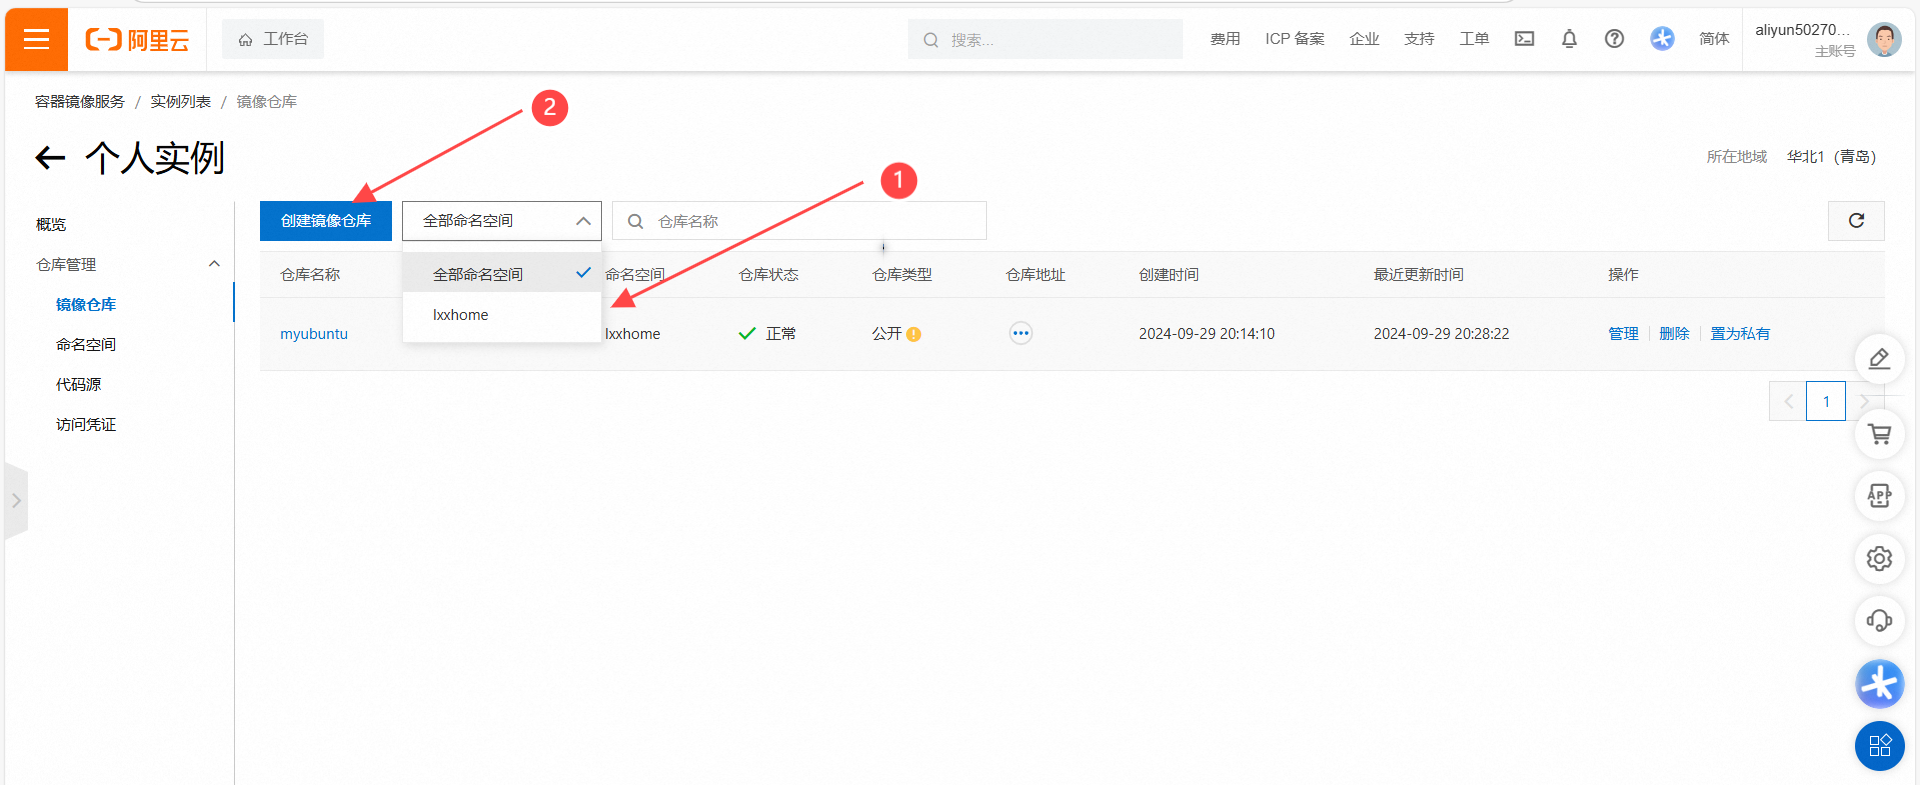 阿里云
工作台
搜索...
费用
ICP 备案
企业
支持
工单
简体
aliyun50270...
主账号
容器镜像服务 / 实例列表 / 镜像仓库
2
个人实例
1
所在地域 华北1（青岛）
概览
仓库管理
镜像仓库
命名空间
代码源
访问凭证
创建镜像仓库
全部命名空间
仓库名称
全部命名空间
lxxhome
仓库名称 命名空间 仓库状态 仓库类型 仓库地址 创建时间 最近更新时间 操作
myubuntu lxxhome 正常 公开 2024-09-29 20:14:10 2024-09-29 20:28:22 管理 删除 置为私有
1
APP